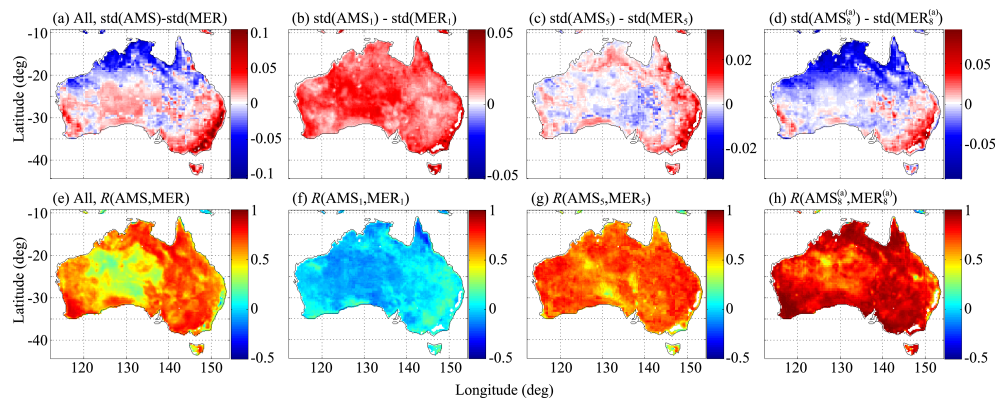 (a) All, std(AMS)-std(MER)
(b) std(AMS₁) - std(MER₁)
(c) std(AMS₅) - std(MER₅)
(d) std(AMS₈⁽ᵃ⁾) - std(MER₈⁽ᵃ⁾)
-10
-20
-30
-40
Latitude (deg)
0.1
0.05
0
-0.05
-0.1
0.05
0
-0.05
0.02
0
-0.02
0.05
0
-0.05
(e) All, R(AMS,MER)
(f) R(AMS₁,MER₁)
(g) R(AMS₅,MER₅)
(h) R(AMS₈⁽ᵃ⁾,MER₈⁽ᵃ⁾)
-10
-20
-30
-40
Latitude (deg)
1
0.5
0
-0.5
1
0.5
0
-0.5
1
0.5
0
-0.5
1
0.5
0
-0.5
120 130 140 150
120 130 140 150
120 130 140 150
120 130 140 150
Longitude (deg)